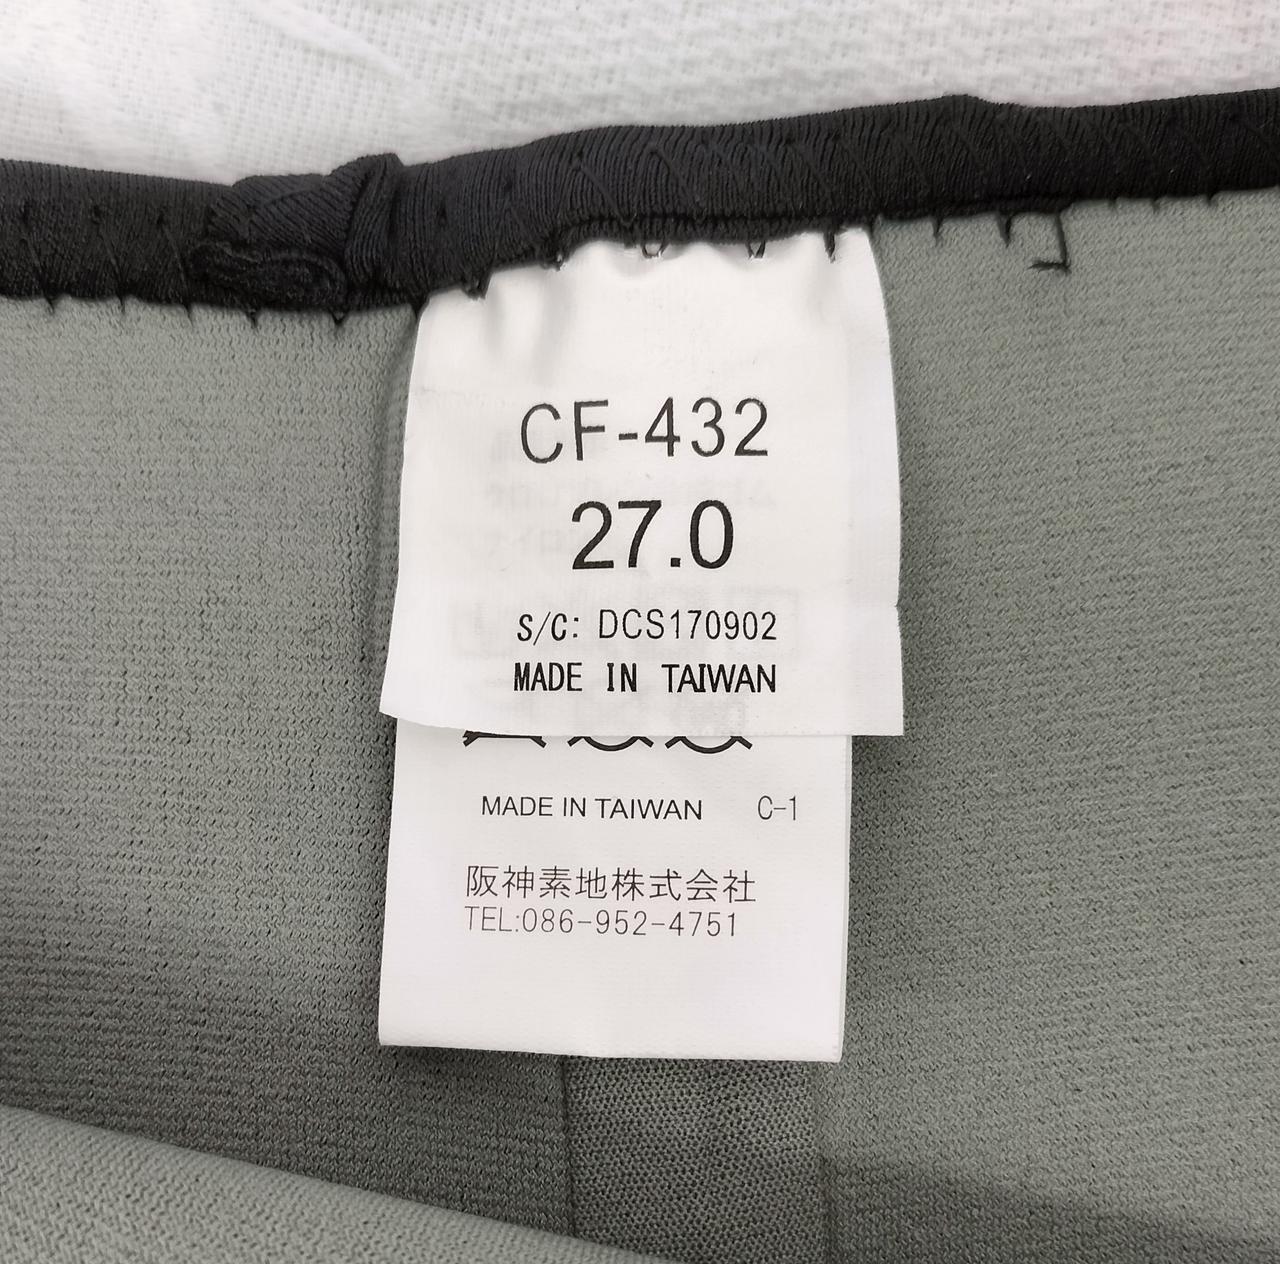 CF-432
27.0
S/C: DCS170902
MADE IN TAIWAN
MADE IN TAIWAN C-1
阪神素地株式会社
TEL:086-952-4751